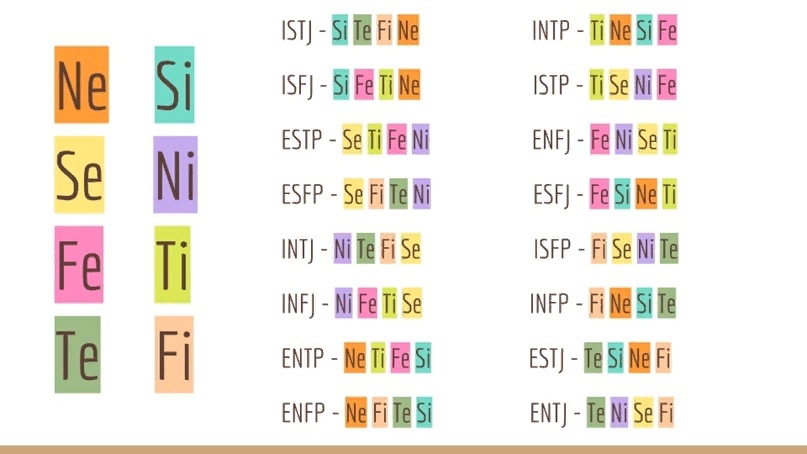 Ne Si
Se Ni
Fe Ti
Te Fi
ISTJ - Si Te Fi Ne
ISFJ - Si Fe Ti Ne
ESTP - Se Ti Fe Ni
ESFP - Se Fi Te Ni
INTJ - Ni Te Fi Se
INFJ - Ni Fe Ti Se
ENTP - Ne Ti Fe Si
ENFP - Ne Fi Te Si
INTP - Ti Ne Si Fe
ISTP - Ti Se Ni Fe
ENFJ - Fe Ni Se Ti
ESFJ - Fe Si Ne Ti
ISFP - Fi Se Ni Te
INFP - Fi Ne Si Te
ESTJ - Te Si Ne Fi
ENTJ - Te Ni Se Fi